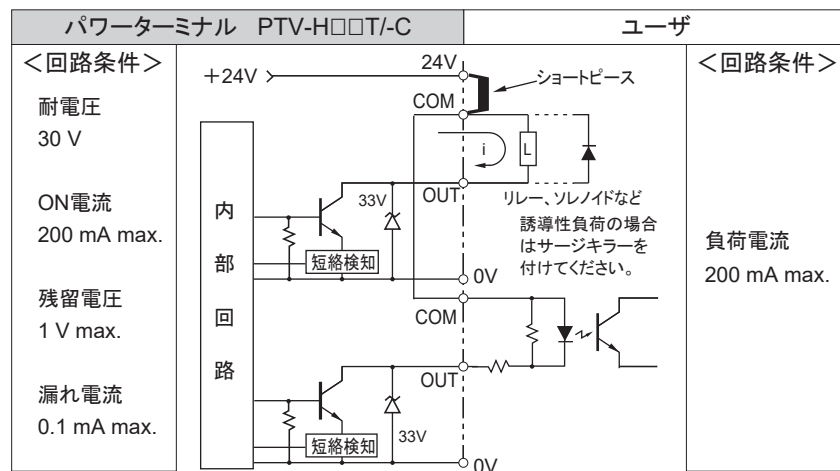 パワーターミナル PTV-H□□T/-C
ユーザ
＜回路条件＞
耐電圧
30 V
ON電流
200 mA max.
残留電圧
1 V max.
漏れ電流
0.1 mA max.
＋24V
24V
ショートピース
COM
i
L
OUT
33V
内部回路
短絡検知
0V
リレー、ソレノイドなど
誘導性負荷の場合
はサージキラーを
付けてください。
COM
OUT
33V
短絡検知
0V
＜回路条件＞
負荷電流
200 mA max.